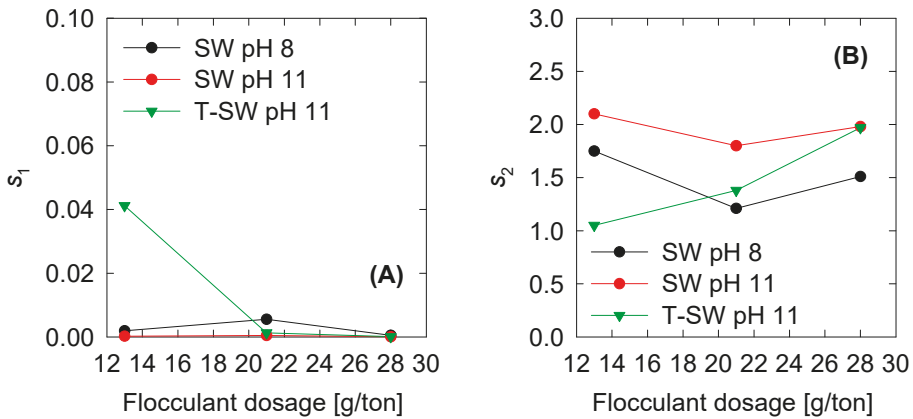 0.10
0.08
0.06
0.04
0.02
0.00
s1
SW pH 8
SW pH 11
T-SW pH 11
(A)
12 14 16 18 20 22 24 26 28 30
Flocculant dosage [g/ton]
3.0
2.5
2.0
1.5
1.0
0.5
0.0
s2
(B)
SW pH 8
SW pH 11
T-SW pH 11
12 14 16 18 20 22 24 26 28 30
Flocculant dosage [g/ton]